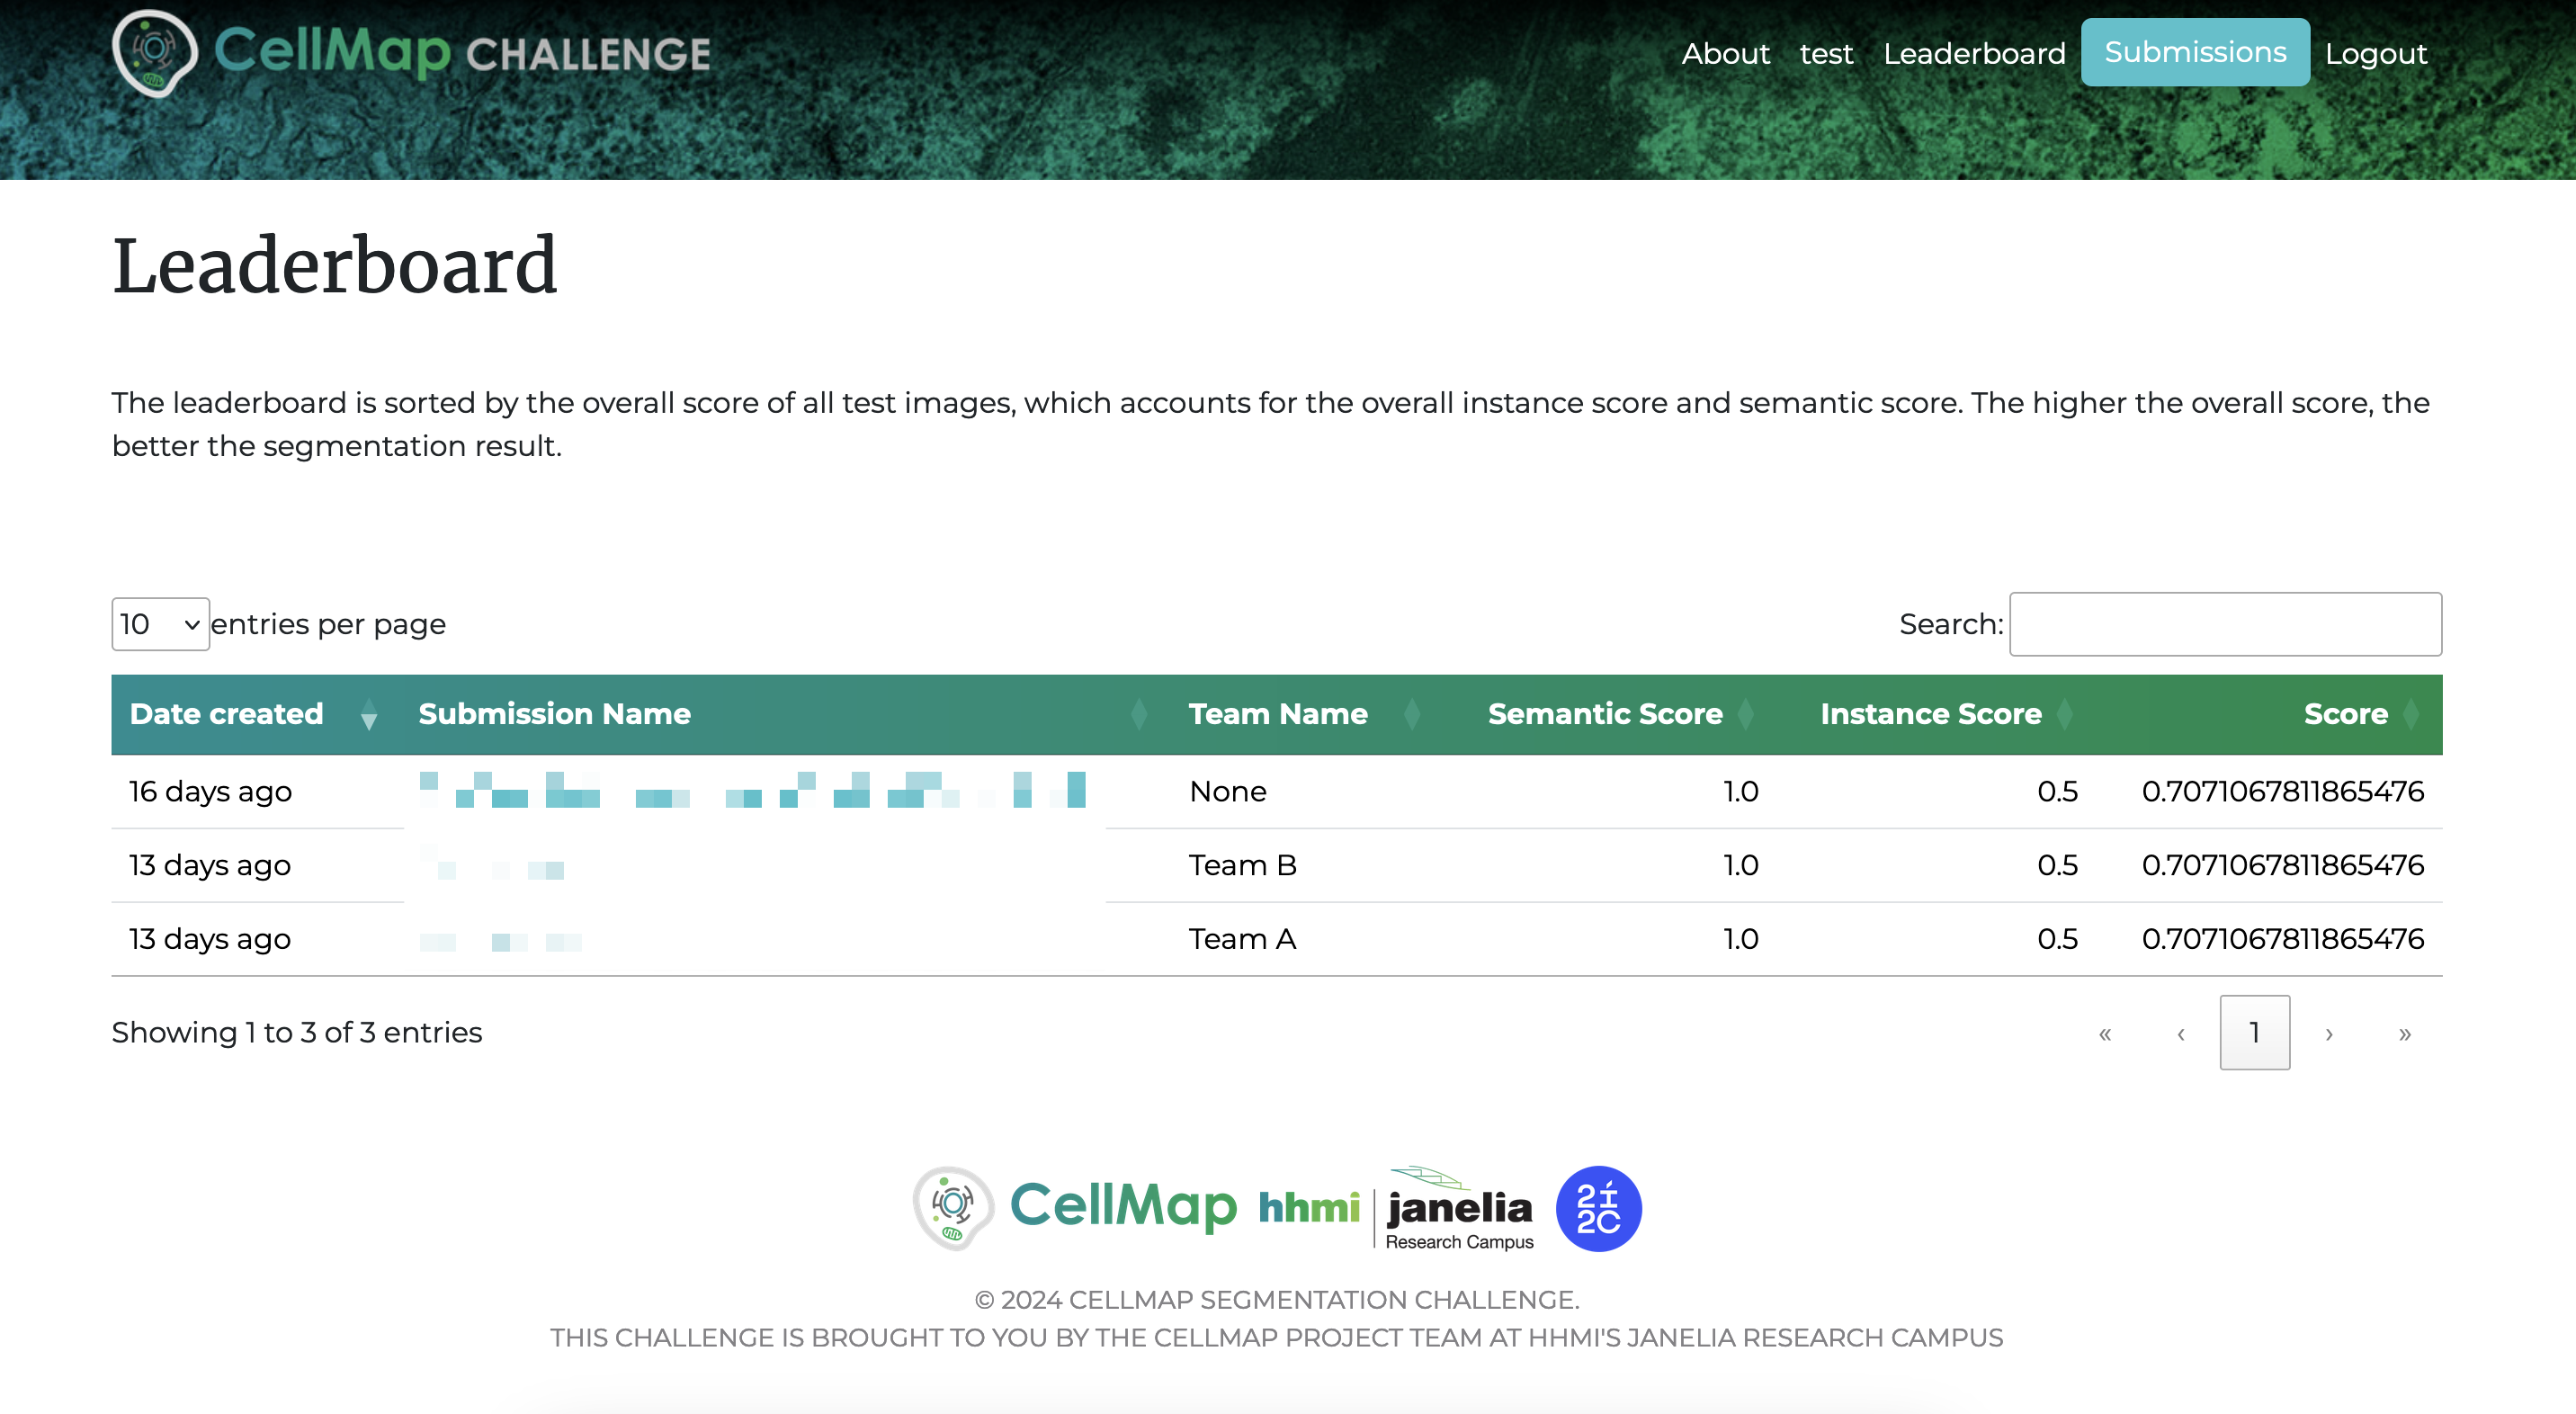 CellMap CHALLENGE
About test Leaderboard Submissions Logout
Leaderboard
The leaderboard is sorted by the overall score of all test images, which accounts for the overall instance score and semantic score. The higher the overall score, the
better the segmentation result.
10 entries per page Search:
Date created Submission Name Team Name Semantic Score Instance Score Score
16 days ago None 1.0 0.5 0.7071067811865476
13 days ago Team B 1.0 0.5 0.7071067811865476
13 days ago Team A 1.0 0.5 0.7071067811865476
Showing 1 to 3 of 3 entries « ‹ 1 › »
CellMap hhmi janelia Research Campus 2i2C
© 2024 CELLMAP SEGMENTATION CHALLENGE.
THIS CHALLENGE IS BROUGHT TO YOU BY THE CELLMAP PROJECT TEAM AT HHMI'S JANELIA RESEARCH CAMPUS